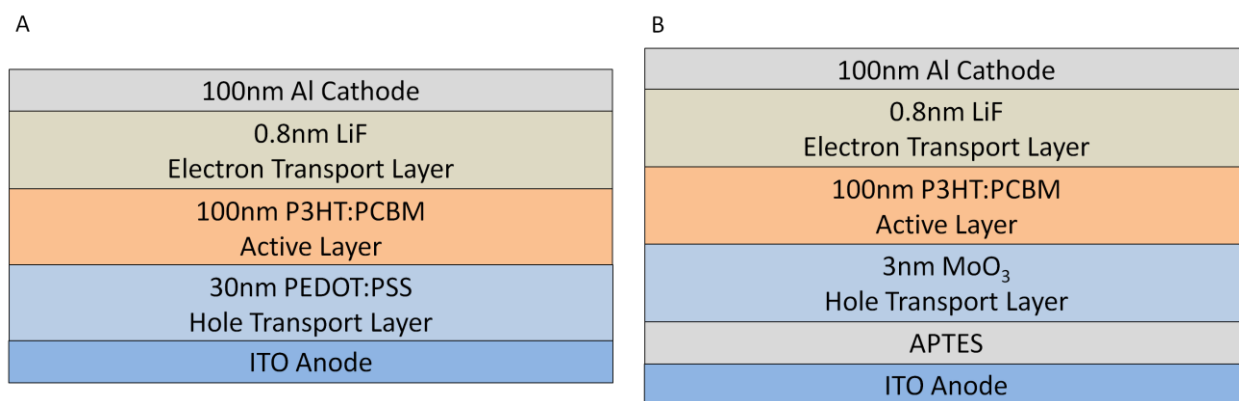 A
100nm Al Cathode
0.8nm LiF
Electron Transport Layer
100nm P3HT:PCBM
Active Layer
30nm PEDOT:PSS
Hole Transport Layer
ITO Anode
B
100nm Al Cathode
0.8nm LiF
Electron Transport Layer
100nm P3HT:PCBM
Active Layer
3nm MoO₃
Hole Transport Layer
APTES
ITO Anode